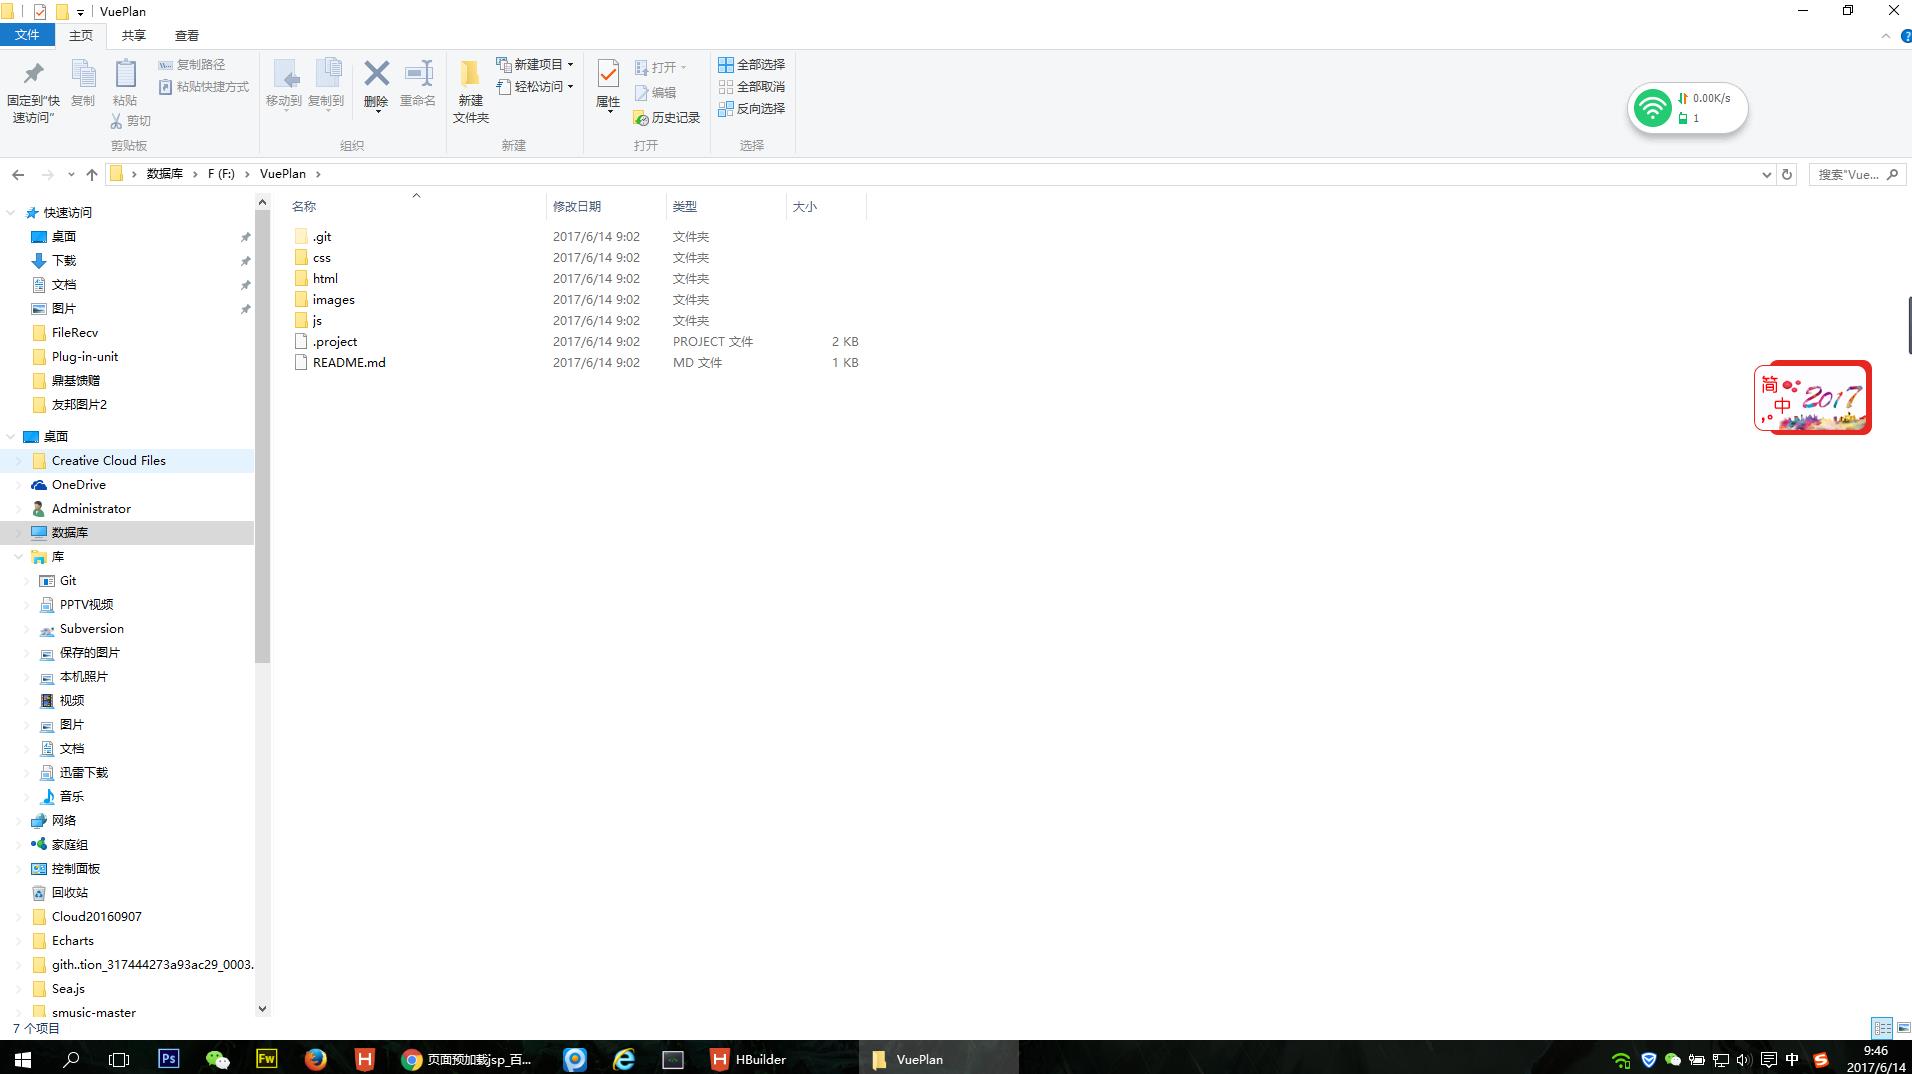 VuePlan
文件 主页 共享 查看
固定到"快速访问"
复制
粘贴
复制路径
粘贴快捷方式
剪切
剪贴板
移动到
复制到
删除
重命名
组织
新建文件夹
新建项目
轻松访问
新建
属性
打开
编辑
历史记录
打开
全部选择
全部取消
反向选择
选择
0.00K/s
1
数据库 F (F:) VuePlan
搜索"Vue...
快速访问
桌面
下载
文档
图片
FileRecv
Plug-in-unit
鼎基馈赠
友邦图片2
桌面
Creative Cloud Files
OneDrive
Administrator
数据库
库
Git
PPTV视频
Subversion
保存的图片
本机照片
视频
图片
文档
迅雷下载
音乐
网络
家庭组
控制面板
回收站
Cloud20160907
Echarts
gith..tion_317444273a93ac29_0003.
Sea.js
smusic-master
名称 修改日期 类型 大小
.git 2017/6/14 9:02 文件夹
css 2017/6/14 9:02 文件夹
html 2017/6/14 9:02 文件夹
images 2017/6/14 9:02 文件夹
js 2017/6/14 9:02 文件夹
.project 2017/6/14 9:02 PROJECT 文件 2 KB
README.md 2017/6/14 9:02 MD 文件 1 KB
简
中
2017
7 个项目
Ps
Fw
H
页面预加载jsp_百...
HBuilder
VuePlan
中
9:46
2017/6/14